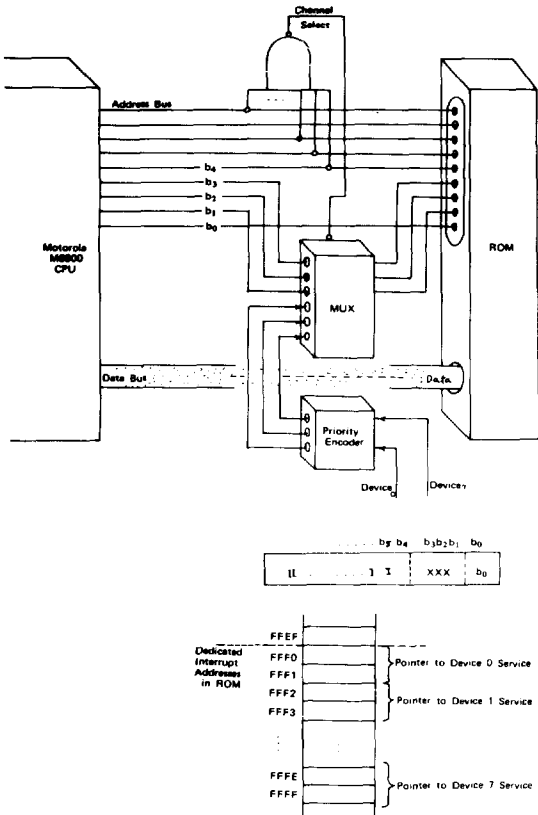 Channel
Select
Address Bus
b4
b3
b2
b1
b0
Motorola
M6800
CPU
ROM
MUX
Data Bus
Data
Priority
Encoder
Device0
Device7
b5 b4 b3b2b1 b0
1 XXX b0
FFEF
Dedicated
Interrupt
Addresses
in ROM
FFF0
FFF1
Pointer to Device 0 Service
FFF2
FFF3
Pointer to Device 1 Service
FFFE
FFFF
Pointer to Device 7 Service